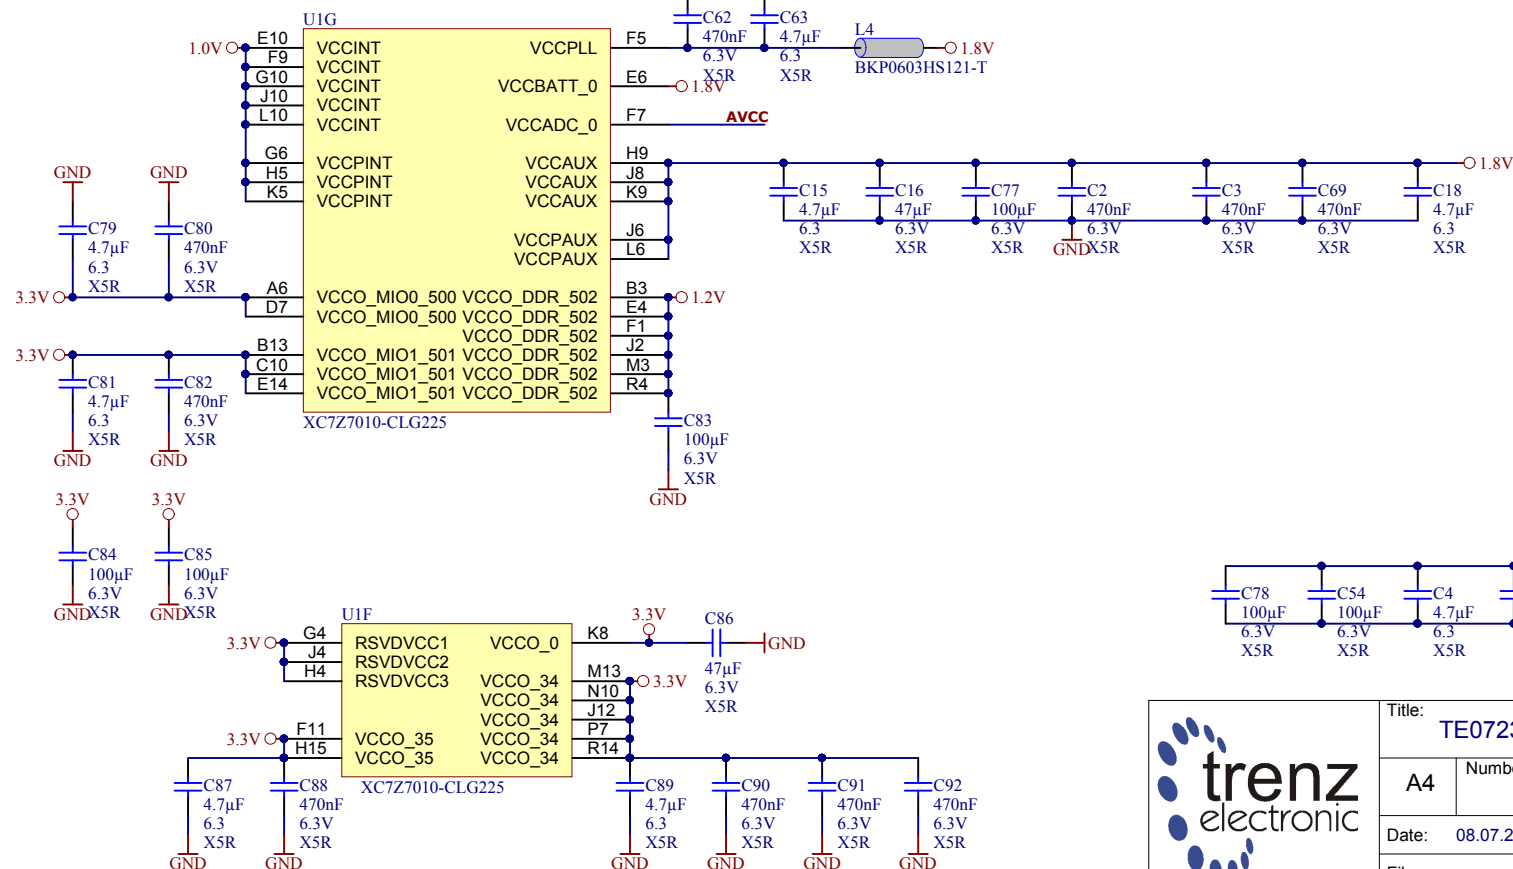 U1G
1.0V
E10 VCCINT
F9 VCCINT
G10 VCCINT
J10 VCCINT
L10 VCCINT
G6 VCCPINT
H5 VCCPINT
K5 VCCPINT
VCCPLL F5
VCCBATT_0 E6
1.8V
VCCADC_0 F7
AVCC
VCCAUX H9
VCCAUX J8
VCCAUX K9
VCCPAUX J6
VCCPAUX L6
C62
470nF
6.3V
X5R
C63
4.7µF
6.3
X5R
L4
BKP0603HS121-T
1.8V
1.8V
C15
4.7µF
6.3
X5R
C16
47µF
6.3V
X5R
C77
100µF
6.3V
X5R
C2
470nF
6.3V
X5R
GND
C3
470nF
6.3V
X5R
C69
470nF
6.3V
X5R
C18
4.7µF
6.3
X5R
GND
C79
4.7µF
6.3
X5R
GND
C80
470nF
6.3V
X5R
3.3V
A6 VCCO_MIO0_500
D7 VCCO_MIO0_500
3.3V
B13 VCCO_MIO1_501
C10 VCCO_MIO1_501
E14 VCCO_MIO1_501
VCCO_DDR_502 B3
VCCO_DDR_502 E4
VCCO_DDR_502 F1
VCCO_DDR_502 J2
VCCO_DDR_502 M3
VCCO_DDR_502 R4
1.2V
XC7Z7010-CLG225
C81
4.7µF
6.3
X5R
GND
C82
470nF
6.3V
X5R
GND
C83
100µF
6.3V
X5R
GND
3.3V
C84
100µF
6.3V
X5R
GND
3.3V
C85
100µF
6.3V
X5R
GND
C78
100µF
6.3V
X5R
C54
100µF
6.3V
X5R
C4
4.7µF
6.3
X5R
U1F
3.3V
G4 RSVDVCC1
J4 RSVDVCC2
H4 RSVDVCC3
3.3V
F11 VCCO_35
H15 VCCO_35
VCCO_0 K8
3.3V
C86
47µF
6.3V
X5R
GND
VCCO_34 M13
VCCO_34 N10
VCCO_34 J12
VCCO_34 P7
VCCO_34 R14
3.3V
XC7Z7010-CLG225
C87
4.7µF
6.3
X5R
GND
C88
470nF
6.3V
X5R
GND
C89
4.7µF
6.3
X5R
GND
C90
470nF
6.3V
X5R
GND
C91
470nF
6.3V
X5R
GND
C92
470nF
6.3V
X5R
GND
trenz
electronic
Title:
TE0723
A4
Date: 08.07.2